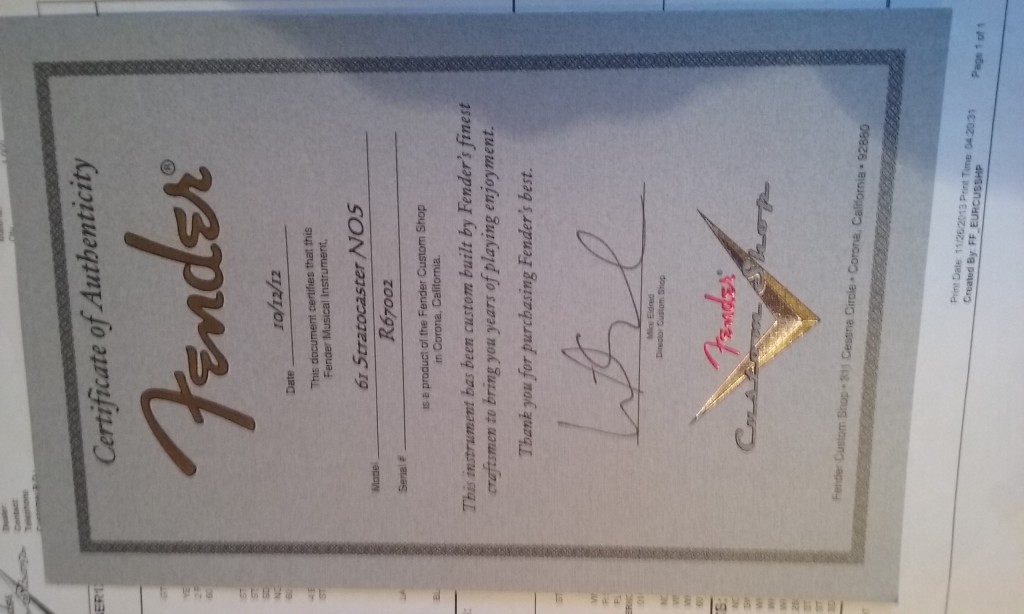 Certificate of Authenticity
Fender®
Date 10/12/12
This document certifies that this
Fender Musical Instrument,
Model 61 Stratocaster NOS
Serial # R67002
is a product of the Fender Custom Shop
in Corona, California.
This instrument has been custom built by Fender's finest
craftsmen to bring you years of playing enjoyment.
Thank you for purchasing Fender's best.
Mike Eldred
Director Custom Shop
Fender®
Custom Shop
Fender Custom Shop • 311 Cessna Circle • Corona, California • 92880
Print Date: 11/26/2013 Print Time: 04:20:31 Page 1 of 1
Created By: FF_EURCUSSHP